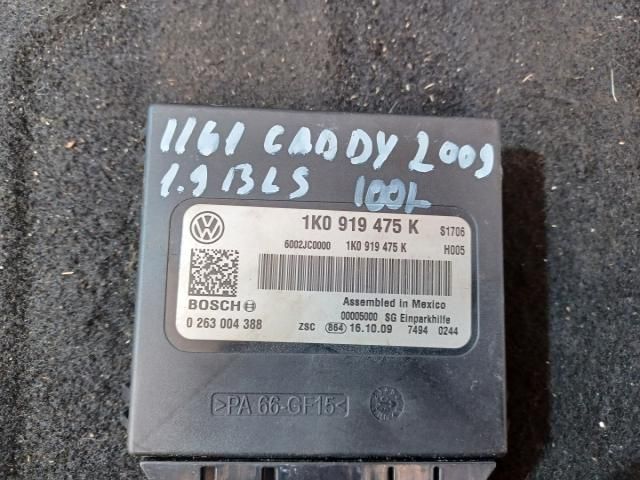 1161 CADDY 2009
1.9 BLS 100L
1K0 919 475 K S1706
6002JC0000 1K0 919 475 K H005
BOSCH Assembled in Mexico
00005000 SG Einparkhilfe
0 263 004 388 ZSC 864 16.10.09 7494 0244
>PA 66-GF15<